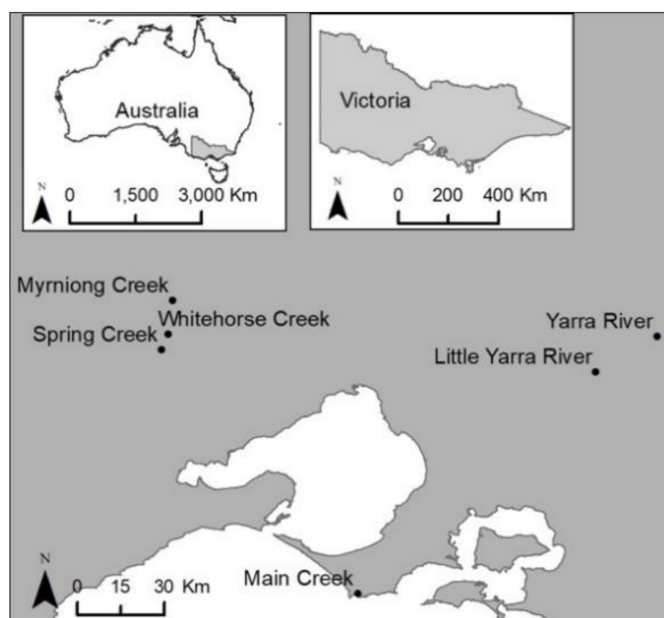 Australia
N
0 1,500 3,000 Km
Victoria
N
0 200 400 Km
Myrniong Creek
Whitehorse Creek
Spring Creek
Yarra River
Little Yarra River
Main Creek
N
0 15 30 Km